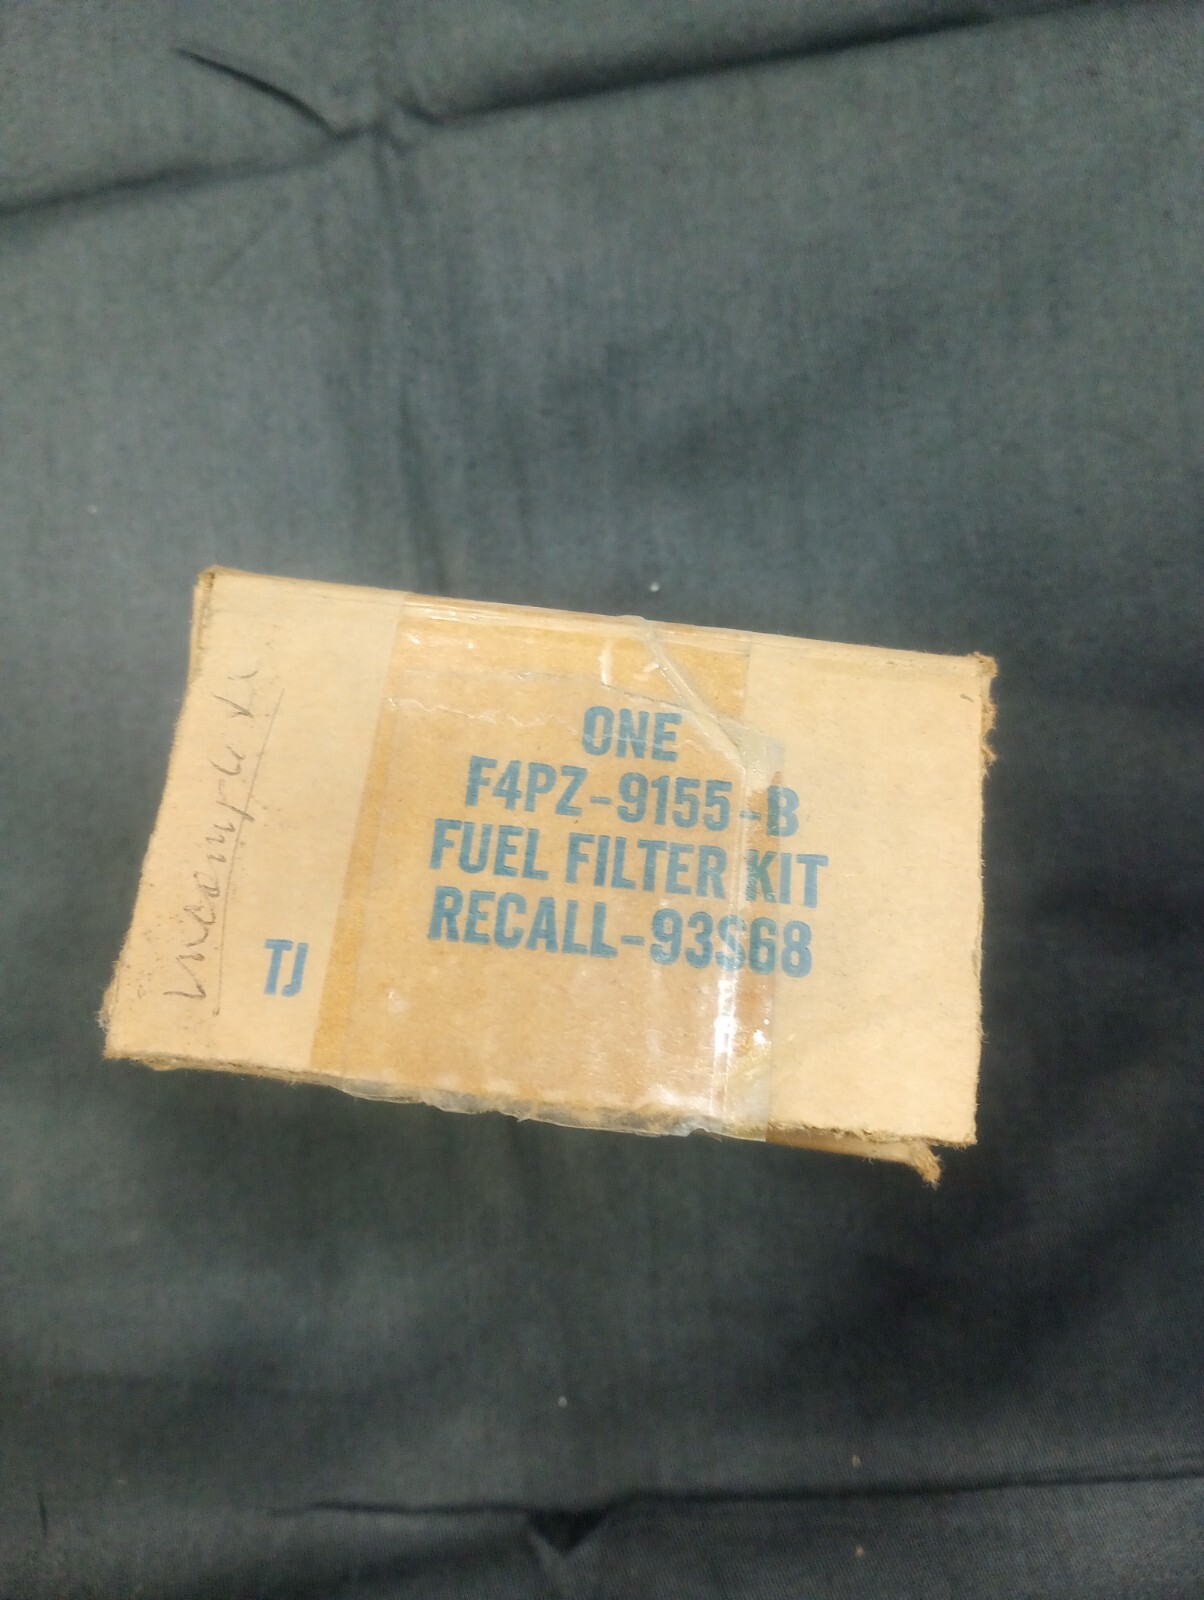 ONE
F4PZ-9155-B
FUEL FILTER KIT
RECALL-93S68
TJ